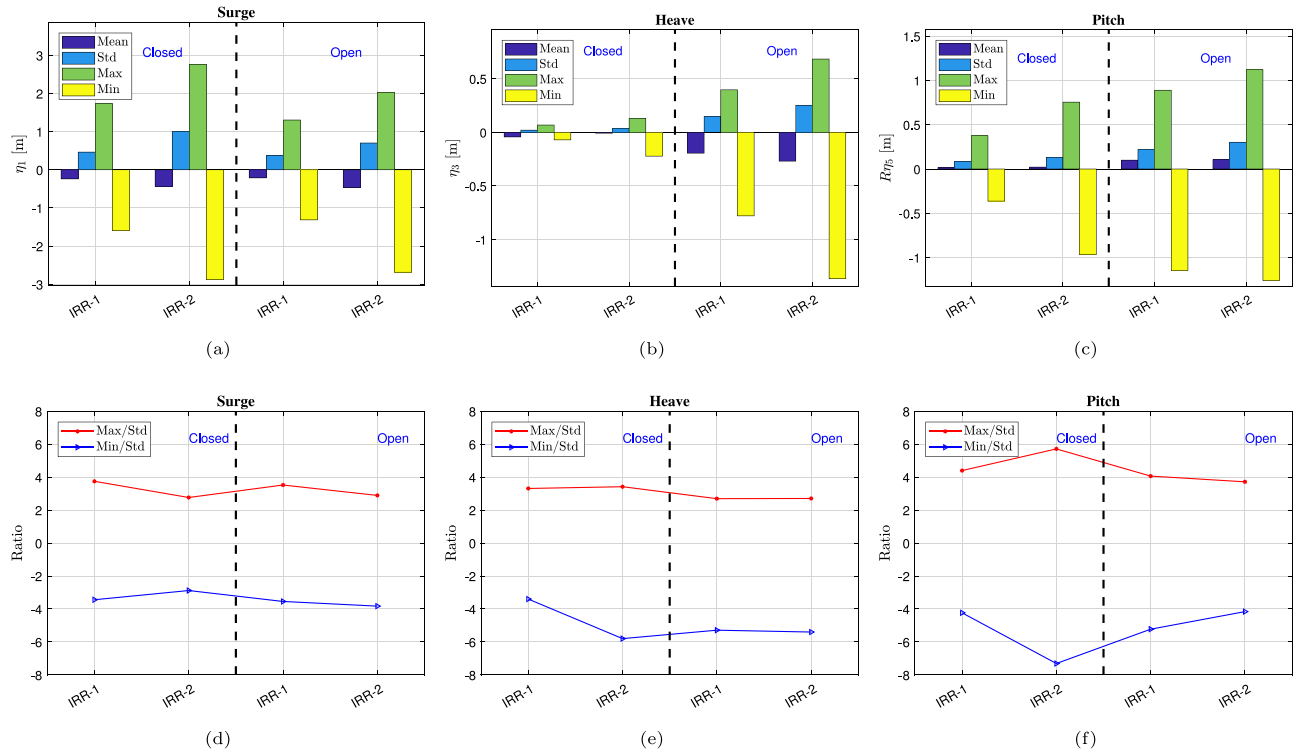 Surge
η₁ [m]
3
2
1
0
-1
-2
-3
Mean
Std
Max
Min
Closed
Open
IRR-1
IRR-2
IRR-1
IRR-2
(a)
Heave
η₃ [m]
0.5
0
-0.5
-1
Mean
Std
Max
Min
Closed
Open
IRR-1
IRR-2
IRR-1
IRR-2
(b)
Pitch
Rη₅ [m]
1.5
1
0.5
0
-0.5
-1
Mean
Std
Max
Min
Closed
Open
IRR-1
IRR-2
IRR-1
IRR-2
(c)
Surge
Ratio
8
6
4
2
0
-2
-4
-6
-8
Max/Std
Min/Std
Closed
Open
IRR-1
IRR-2
IRR-1
IRR-2
(d)
Heave
Ratio
8
6
4
2
0
-2
-4
-6
-8
Max/Std
Min/Std
Closed
Open
IRR-1
IRR-2
IRR-1
IRR-2
(e)
Pitch
Ratio
8
6
4
2
0
-2
-4
-6
-8
Max/Std
Min/Std
Closed
Open
IRR-1
IRR-2
IRR-1
IRR-2
(f)